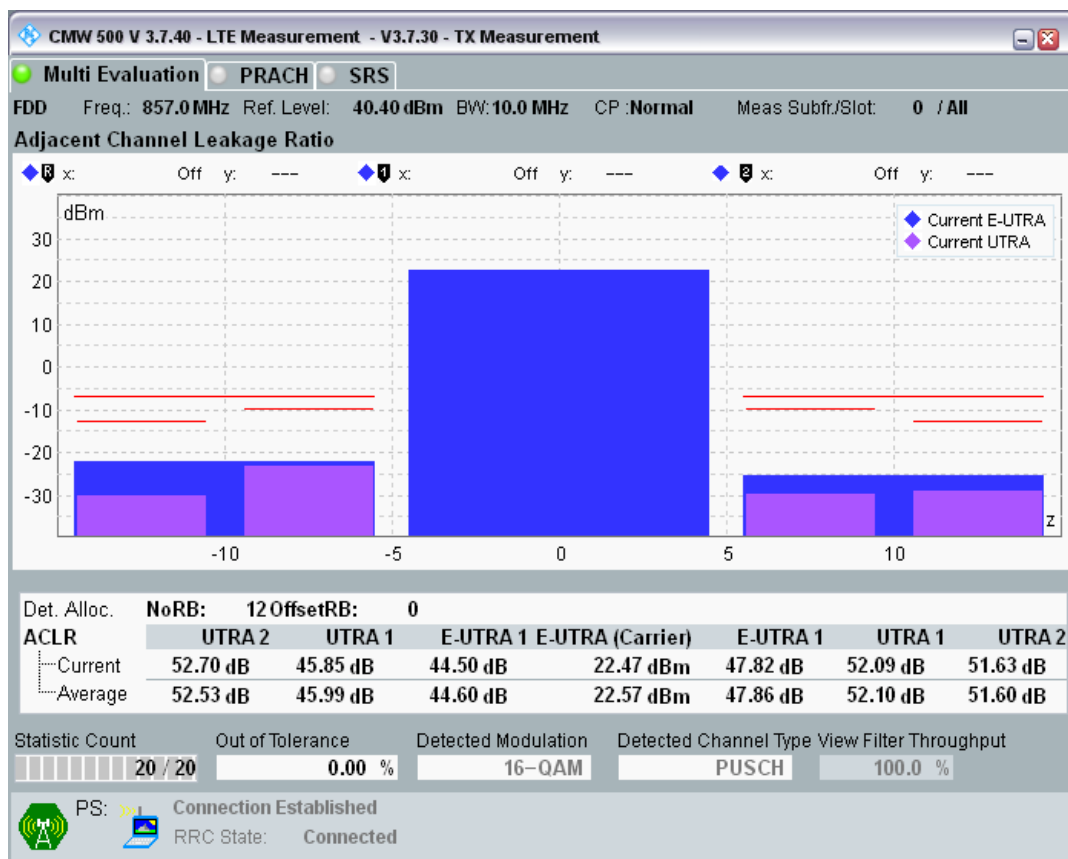 CMW 500 V 3.7.40 - LTE Measurement - V3.7.30 - TX Measurement
Multi Evaluation PRACH SRS
FDD Freq.: 857.0 MHz Ref. Level: 40.40 dBm BW: 10.0 MHz CP :Normal Meas Subfr./Slot: 0 / All
Adjacent Channel Leakage Ratio
R x: Off y: --- 1 x: Off y: --- 2 x: Off y: ---
dBm
Current E-UTRA
Current UTRA
30
20
10
0
-10
-20
-30
z
-10 -5 0 5 10
Det. Alloc. NoRB: 12 OffsetRB: 0
ACLR UTRA 2 UTRA 1 E-UTRA 1 E-UTRA (Carrier) E-UTRA 1 UTRA 1 UTRA 2
Current 52.70 dB 45.85 dB 44.50 dB 22.47 dBm 47.82 dB 52.09 dB 51.63 dB
Average 52.53 dB 45.99 dB 44.60 dB 22.57 dBm 47.86 dB 52.10 dB 51.60 dB
Statistic Count Out of Tolerance Detected Modulation Detected Channel Type View Filter Throughput
20 / 20 0.00 % 16-QAM PUSCH 100.0 %
PS: Connection Established
RRC State: Connected